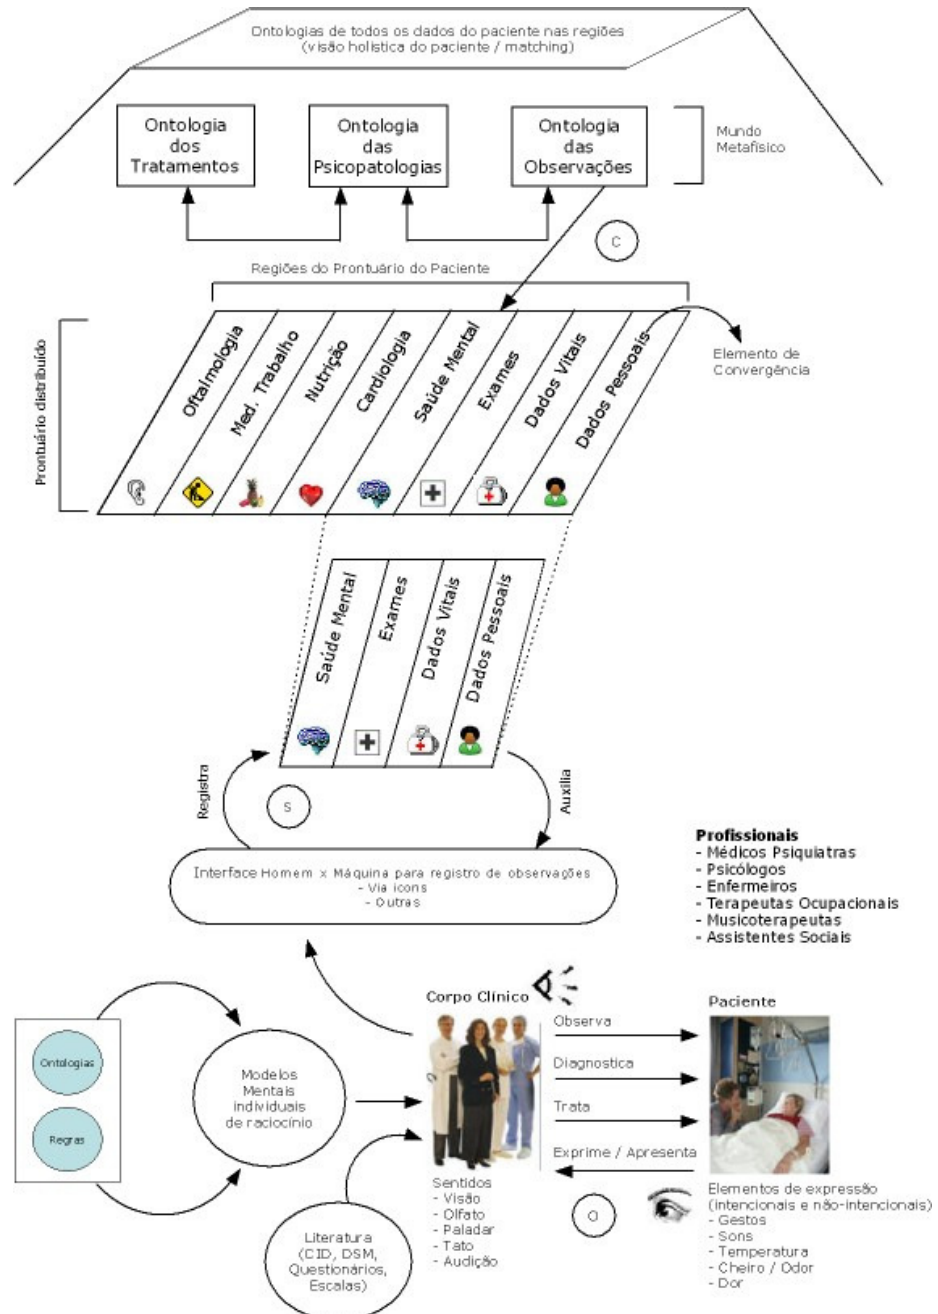 Ontologias de todos os dados do paciente nas regiões
(visão holística do paciente / matching)
Ontologia
dos
Tratamentos
Ontologia
das
Psicopatologias
Ontologia
das
Observações
Mundo
Metafísico
C
Regiões do Prontuário do Paciente
Prontuário distribuído
Oftalmologia
Med. Trabalho
Nutrição
Cardiologia
Saúde Mental
Exames
Dados Vitais
Dados Pessoais
Elemento de
Convergência
Saúde Mental
Exames
Dados Vitais
Dados Pessoais
Registra
S
Auxilia
Interface Homem x Máquina para registro de observações
- Via icons
- Outras
Profissionais
- Médicos Psiquiatras
- Psicólogos
- Enfermeiros
- Terapeutas Ocupacionais
- Musicoterapeutas
- Assistentes Sociais
Ontologias
Regras
Modelos
Mentais
individuais
de raciocínio
Literatura
(CID, DSM,
Questionários,
Escalas)
Corpo Clínico
Sentidos
- Visão
- Olfato
- Paladar
- Tato
- Audição
Observa
Diagnostica
Trata
Exprime / Apresenta
O
Paciente
Elementos de expressão
(intencionais e não-intencionais)
- Gestos
- Sons
- Temperatura
- Cheiro / Odor
- Dor